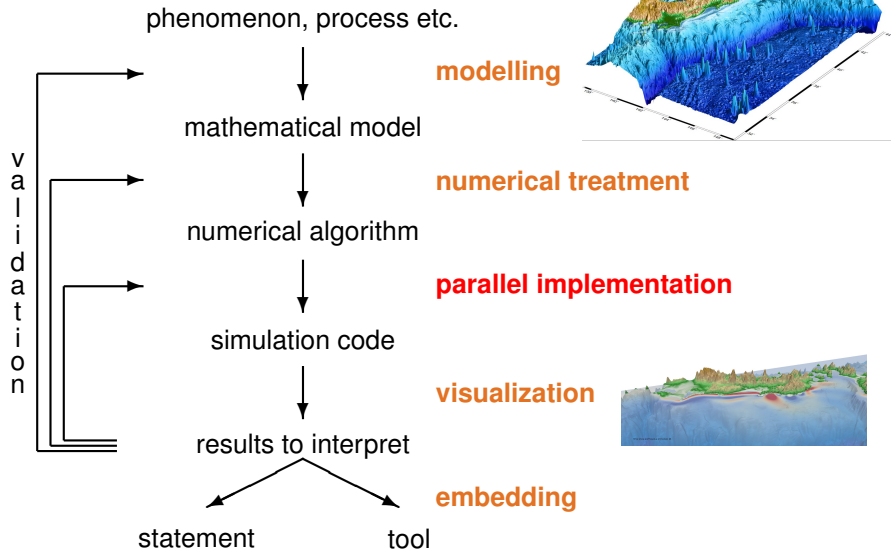 phenomenon, process etc.
modelling
mathematical model
validation
numerical treatment
numerical algorithm
parallel implementation
simulation code
visualization
results to interpret
embedding
statement
tool